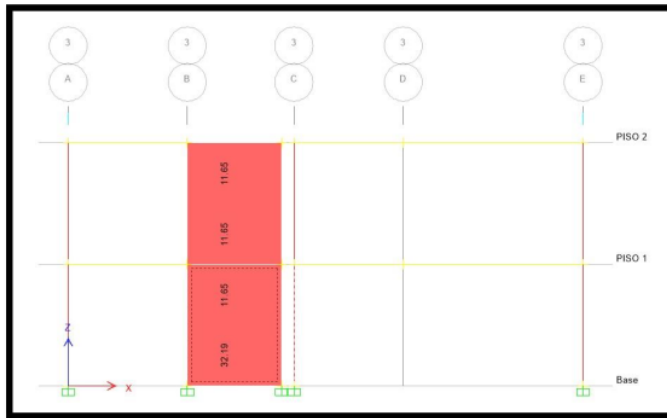 3 3 3 3 3
A B C D E
PISO 2
11.65
11.65
PISO 1
11.65
32.19
Z
X
Base